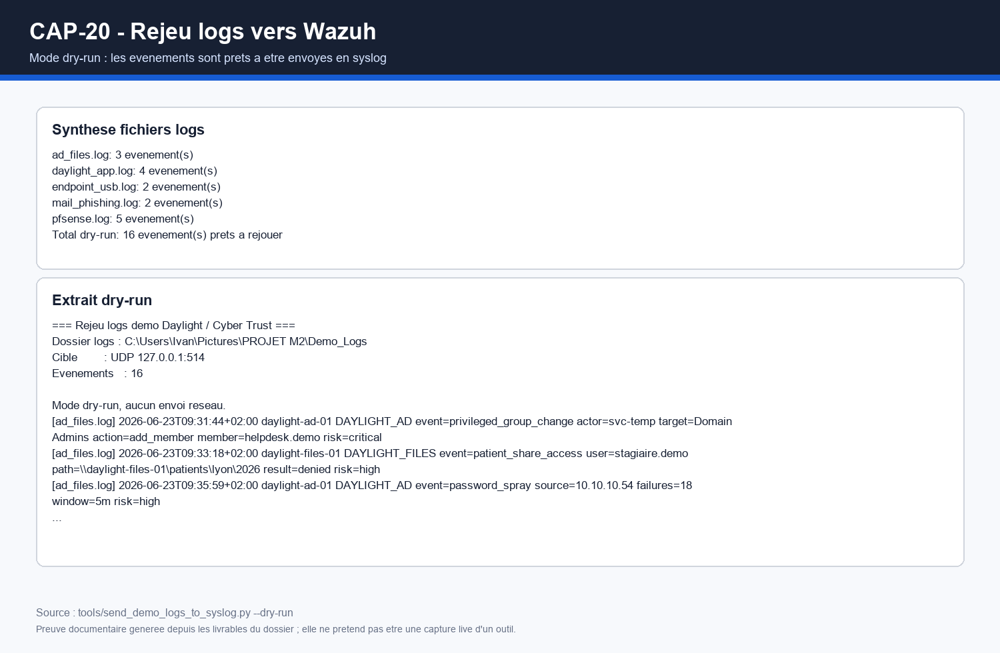 CAP-20 - Rejeu logs vers Wazuh
Mode dry-run : les evenements sont prets a etre envoyes en syslog
Synthese fichiers logs
ad_files.log: 3 evenement(s)
daylight_app.log: 4 evenement(s)
endpoint_usb.log: 2 evenement(s)
mail_phishing.log: 2 evenement(s)
pfsense.log: 5 evenement(s)
Total dry-run: 16 evenement(s) prets a rejouer
Extrait dry-run
=== Rejeu logs demo Daylight / Cyber Trust ===
Dossier logs : C:\Users\Ivan\Pictures\PROJET M2\Demo_Logs
Cible : UDP 127.0.0.1:514
Evenements : 16
Mode dry-run, aucun envoi reseau.
[ad_files.log] 2026-06-23T09:31:44+02:00 daylight-ad-01 DAYLIGHT_AD event=privileged_group_change actor=svc-temp target=Domain
Admins action=add_member member=helpdesk.demo risk=critical
[ad_files.log] 2026-06-23T09:33:18+02:00 daylight-files-01 DAYLIGHT_FILES event=patient_share_access user=stagiaire.demo
path=\\daylight-files-01\patients\lyon\2026 result=denied risk=high
[ad_files.log] 2026-06-23T09:35:59+02:00 daylight-ad-01 DAYLIGHT_AD event=password_spray source=10.10.10.54 failures=18
window=5m risk=high
...
Source : tools/send_demo_logs_to_syslog.py --dry-run
Preuve documentaire generee depuis les livrables du dossier ; elle ne pretend pas etre une capture live d'un outil.